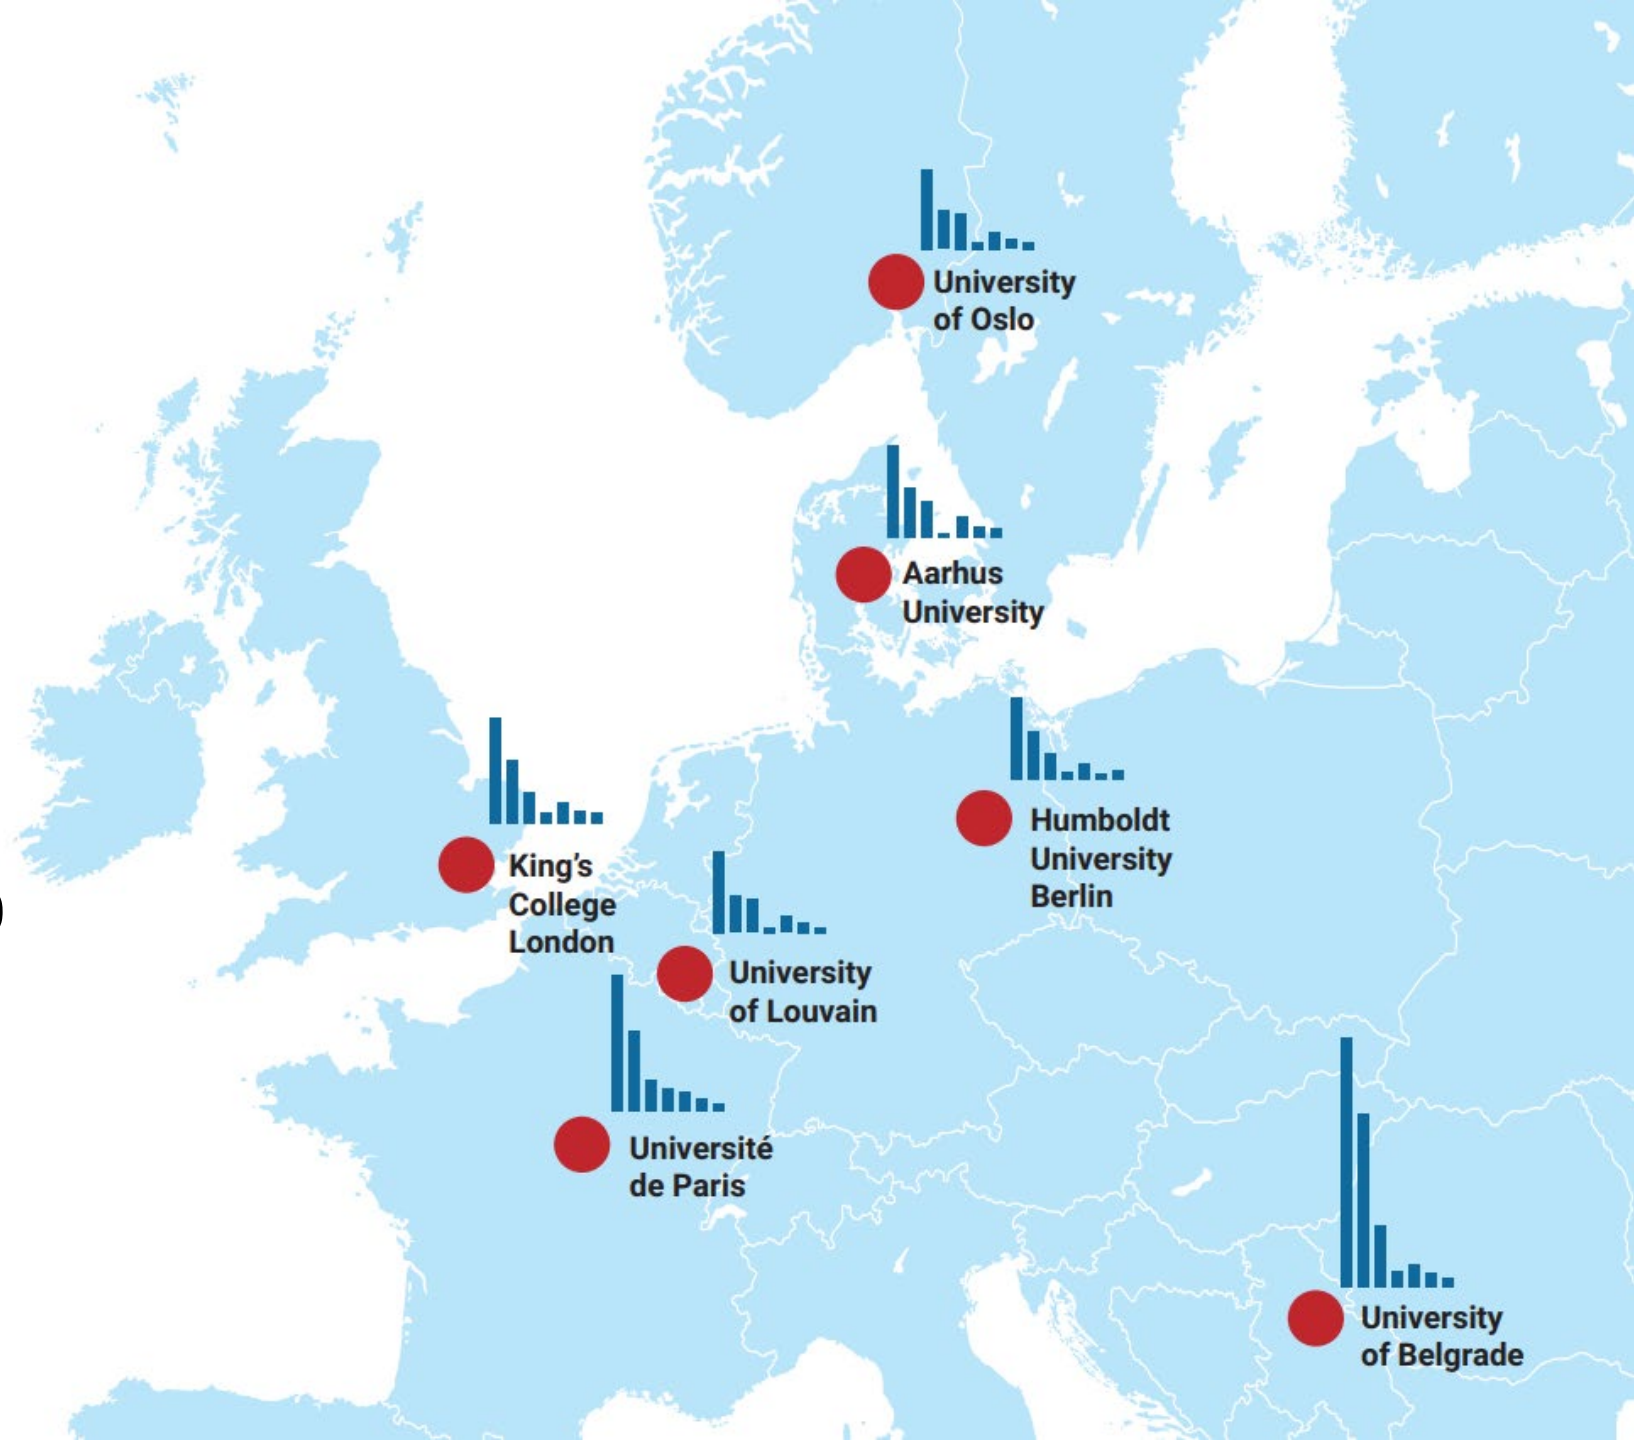 University
of Oslo
Aarhus
University
Humboldt
University
Berlin
King’s
College
London
University
of Louvain
Université
de Paris
University
of Belgrade